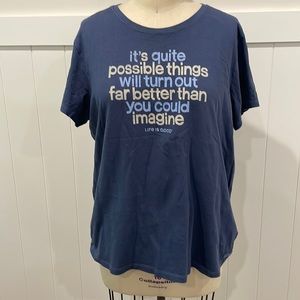 it's quite
possible things
will turn out
far better than
you could
imagine
LIFE IS GOOD